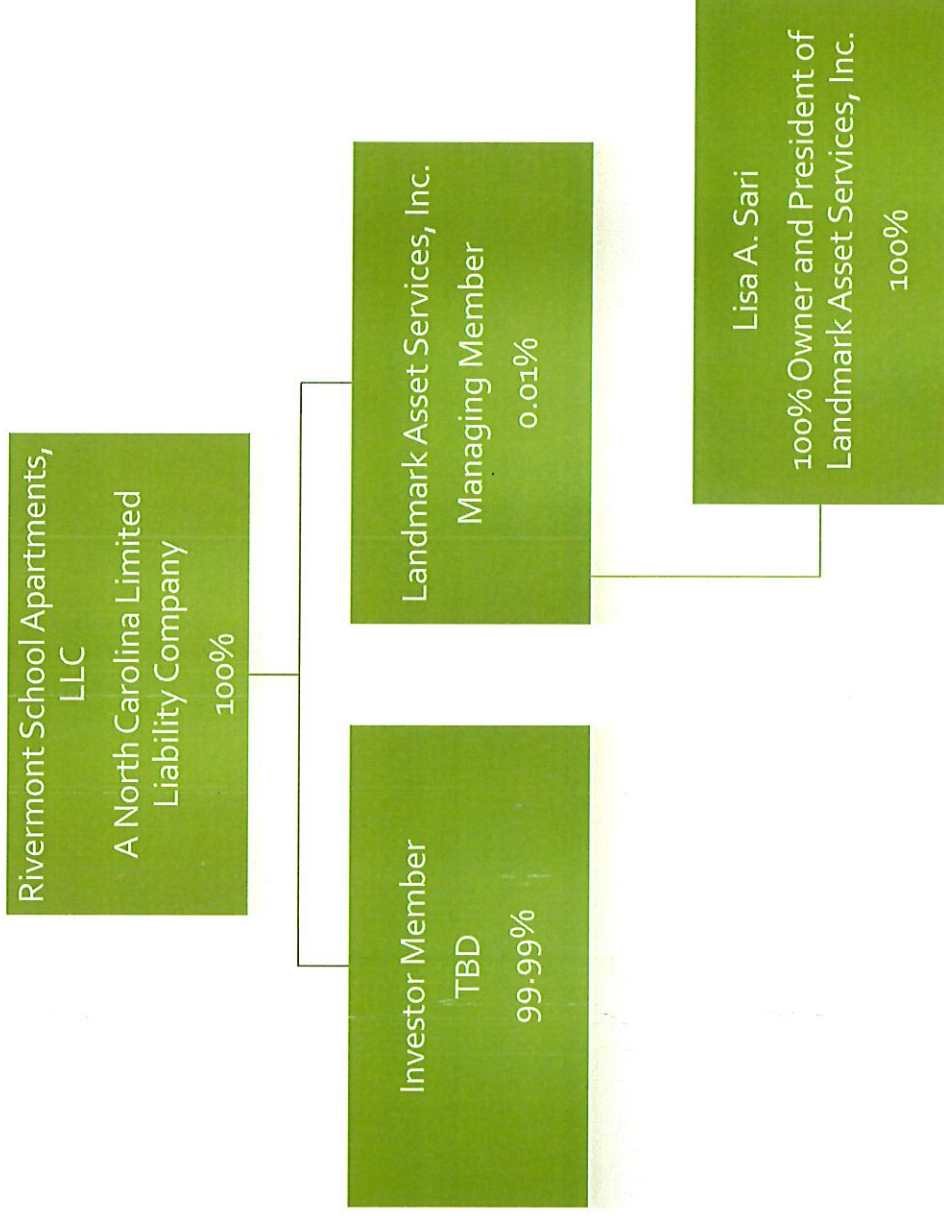 Rivermont School Apartments,
LLC
A North Carolina Limited
Liability Company
100%
Investor Member
TBD
99.99%
Landmark Asset Services, Inc.
Managing Member
0.01%
Lisa A. Sari
100% Owner and President of
Landmark Asset Services, Inc.
100%